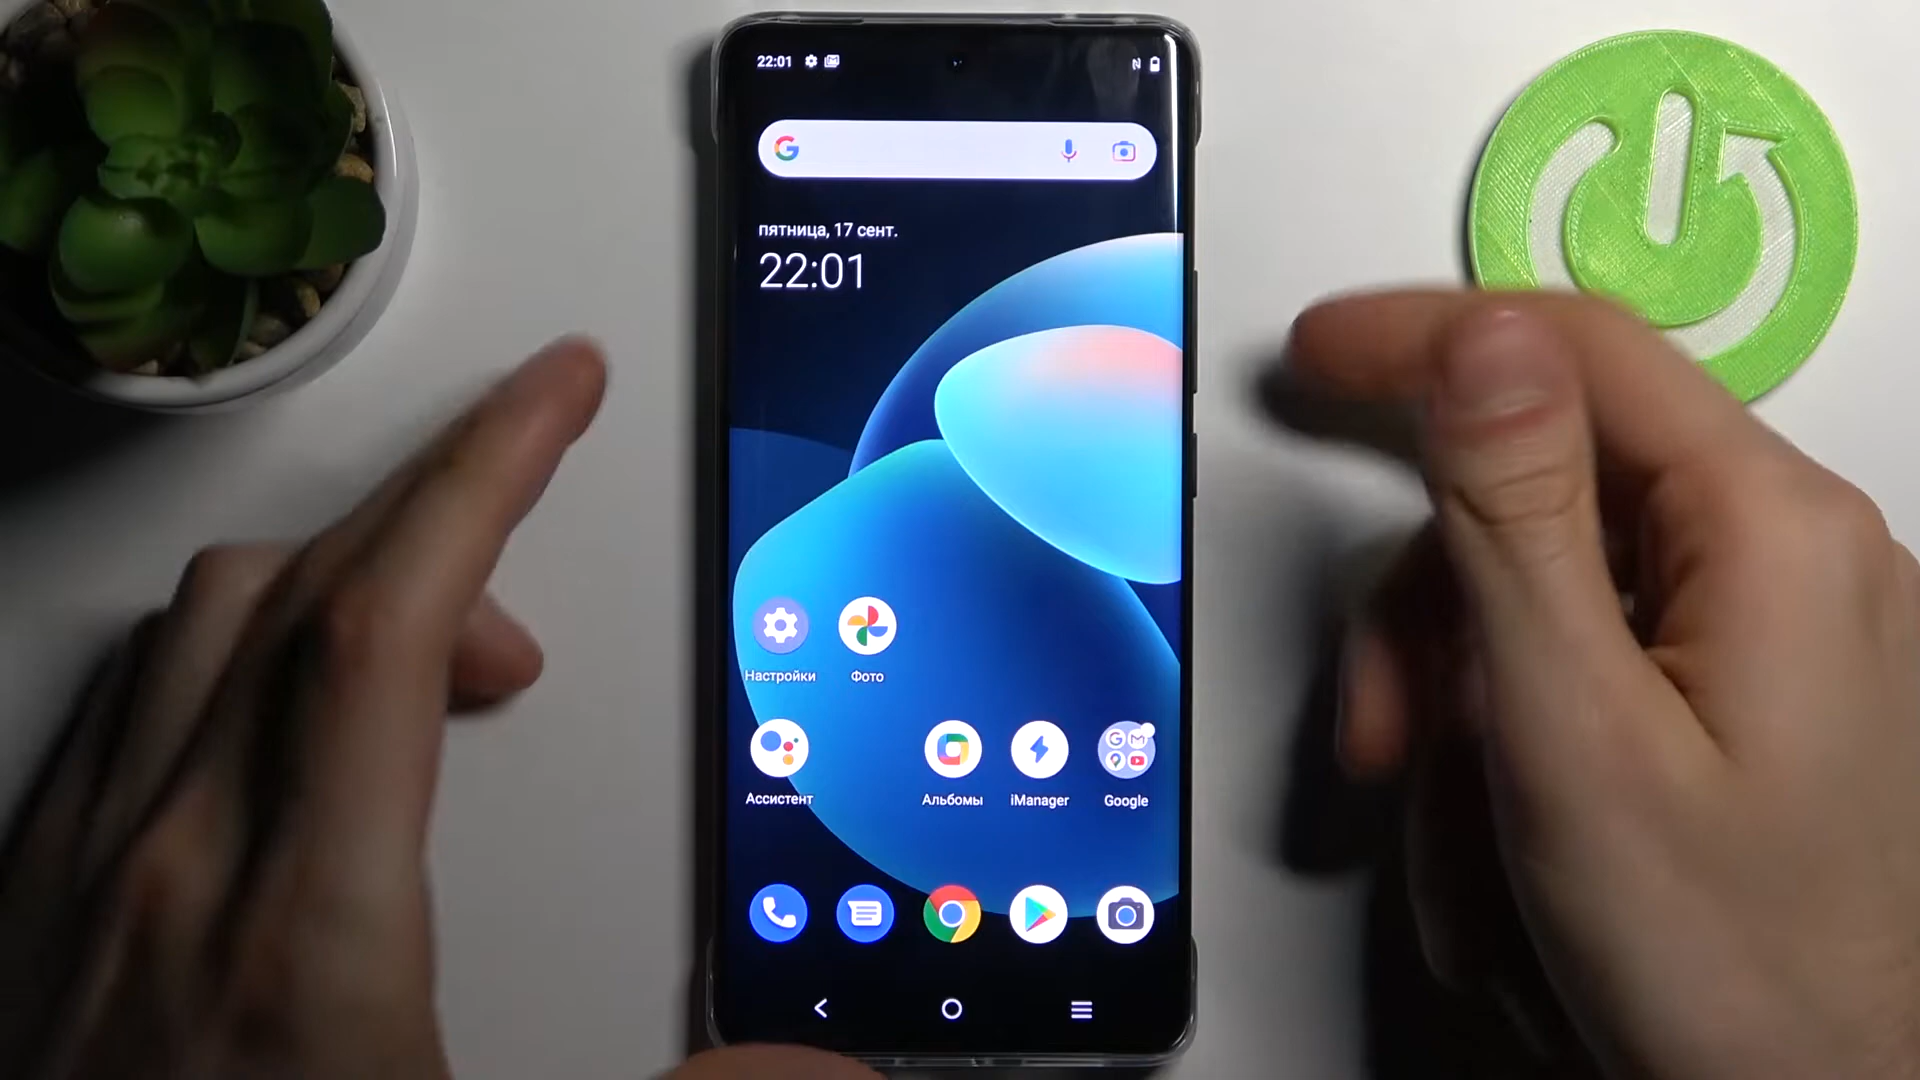 22:01
пятница, 17 сент.
22:01
Настройки
Фото
Ассистент
Альбомы
iManager
Google